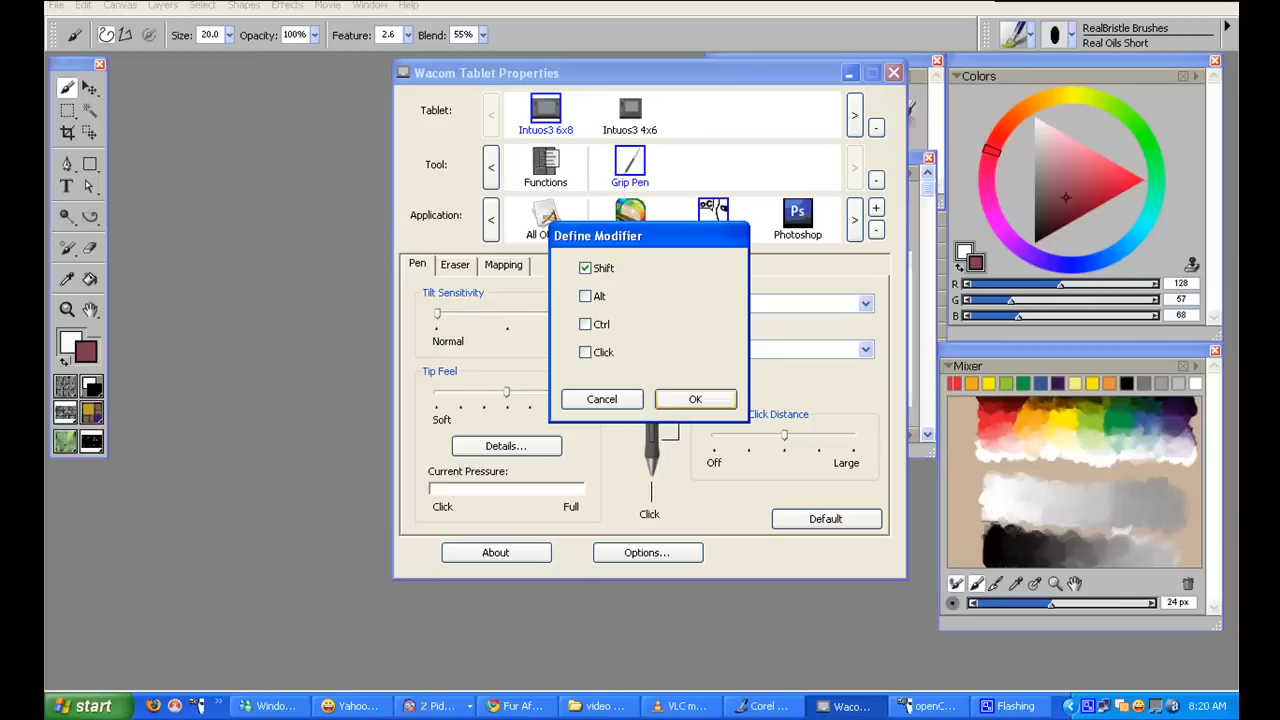 File Edit Canvas Layers Select Shapes Effects Movie Window Help
Size: 20.0 Opacity: 100% Feature: 2.6 Blend: 55%
RealBristle Brushes
Real Oils Short
Wacom Tablet Properties
Tablet:
Intuos3 6x8 Intuos3 4x6
Tool:
Functions Grip Pen
Application:
All O
Ps
Photoshop
Define Modifier
Shift
Alt
Ctrl
Click
Cancel OK
Pen Eraser Mapping
Tilt Sensitivity
Normal
Tip Feel
Soft
Details...
Current Pressure:
Click Full
Click
Click Distance
Off Large
Default
About Options...
Colors
R 128
G 57
B 68
Mixer
24 px
T
start Windo... Yahoo... 2 Pid... Fur Af... video ... VLC m... Corel ... Waco... openC... Flashing 8:20 AM